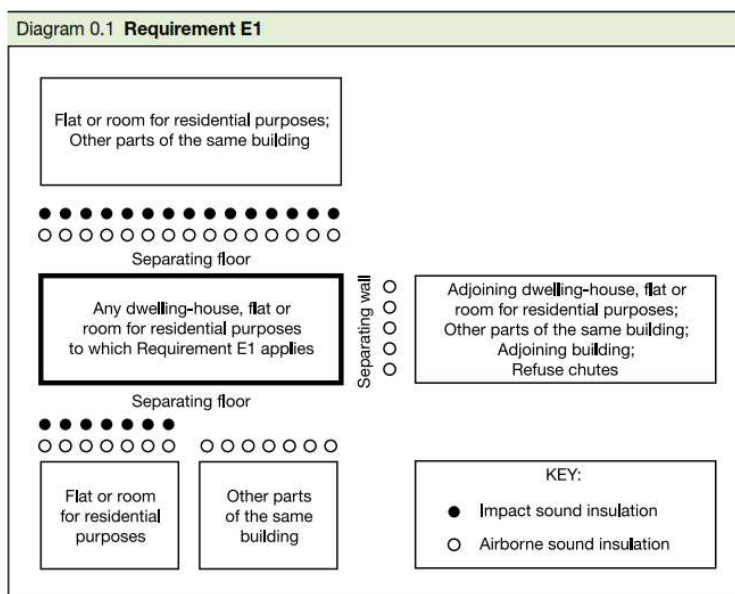 Diagram 0.1 Requirement E1
Flat or room for residential purposes;
Other parts of the same building
Separating floor
Any dwelling-house, flat or
room for residential purposes
to which Requirement E1 applies
Separating wall
Adjoining dwelling-house, flat or
room for residential purposes;
Other parts of the same building;
Adjoining building;
Refuse chutes
Separating floor
Flat or room
for residential
purposes
Other parts
of the same
building
KEY:
Impact sound insulation
Airborne sound insulation